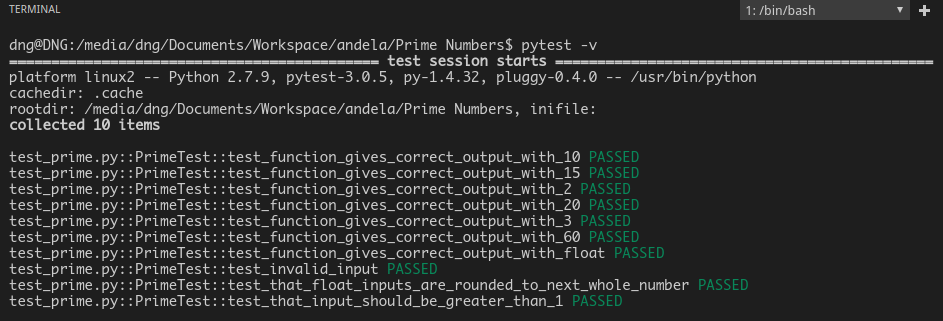 TERMINAL
1: /bin/bash
dng@DNG:/media/dng/Documents/Workspace/andela/Prime Numbers$ pytest -v
============================================ test session starts =============================================
platform linux2 -- Python 2.7.9, pytest-3.0.5, py-1.4.32, pluggy-0.4.0 -- /usr/bin/python
cachedir: .cache
rootdir: /media/dng/Documents/Workspace/andela/Prime Numbers, inifile:
collected 10 items
test_prime.py::PrimeTest::test_function_gives_correct_output_with_10 PASSED
test_prime.py::PrimeTest::test_function_gives_correct_output_with_15 PASSED
test_prime.py::PrimeTest::test_function_gives_correct_output_with_2 PASSED
test_prime.py::PrimeTest::test_function_gives_correct_output_with_20 PASSED
test_prime.py::PrimeTest::test_function_gives_correct_output_with_3 PASSED
test_prime.py::PrimeTest::test_function_gives_correct_output_with_60 PASSED
test_prime.py::PrimeTest::test_function_gives_correct_output_with_float PASSED
test_prime.py::PrimeTest::test_invalid_input PASSED
test_prime.py::PrimeTest::test_that_float_inputs_are_rounded_to_next_whole_number PASSED
test_prime.py::PrimeTest::test_that_input_should_be_greater_than_1 PASSED